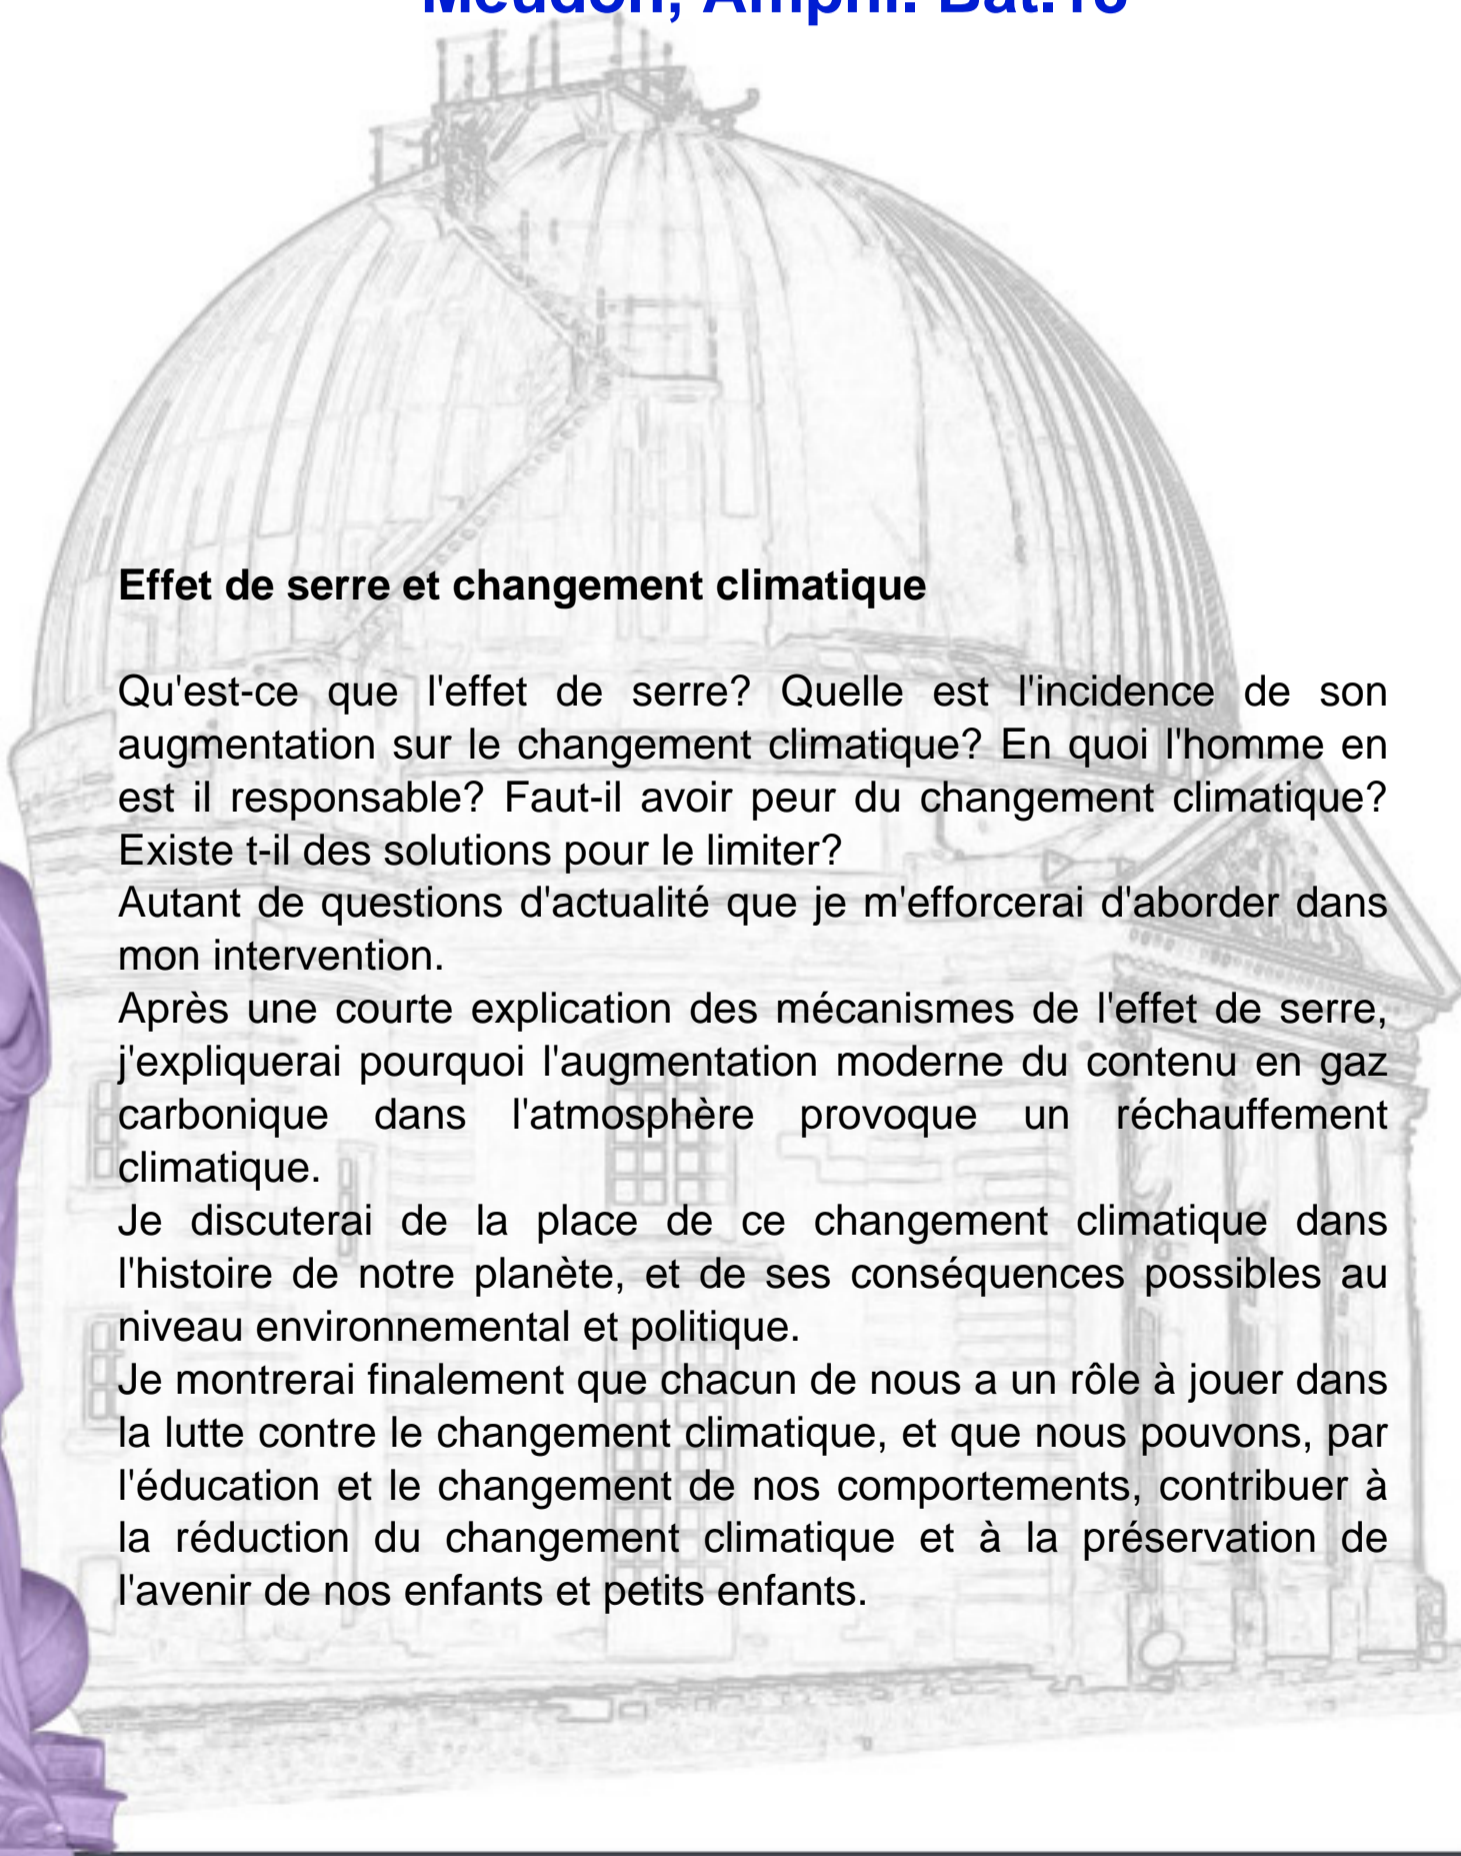 Meudon, Amphi. Bât.18
Effet de serre et changement climatique
Qu'est-ce que l'effet de serre? Quelle est l'incidence de son
augmentation sur le changement climatique? En quoi l'homme en
est il responsable? Faut-il avoir peur du changement climatique?
Existe t-il des solutions pour le limiter?
Autant de questions d'actualité que je m'efforcerai d'aborder dans
mon intervention.
Après une courte explication des mécanismes de l'effet de serre,
j'expliquerai pourquoi l'augmentation moderne du contenu en gaz
carbonique dans l'atmosphère provoque un réchauffement
climatique.
Je discuterai de la place de ce changement climatique dans
l'histoire de notre planète, et de ses conséquences possibles au
niveau environnemental et politique.
Je montrerai finalement que chacun de nous a un rôle à jouer dans
la lutte contre le changement climatique, et que nous pouvons, par
l'éducation et le changement de nos comportements, contribuer à
la réduction du changement climatique et à la préservation de
l'avenir de nos enfants et petits enfants.